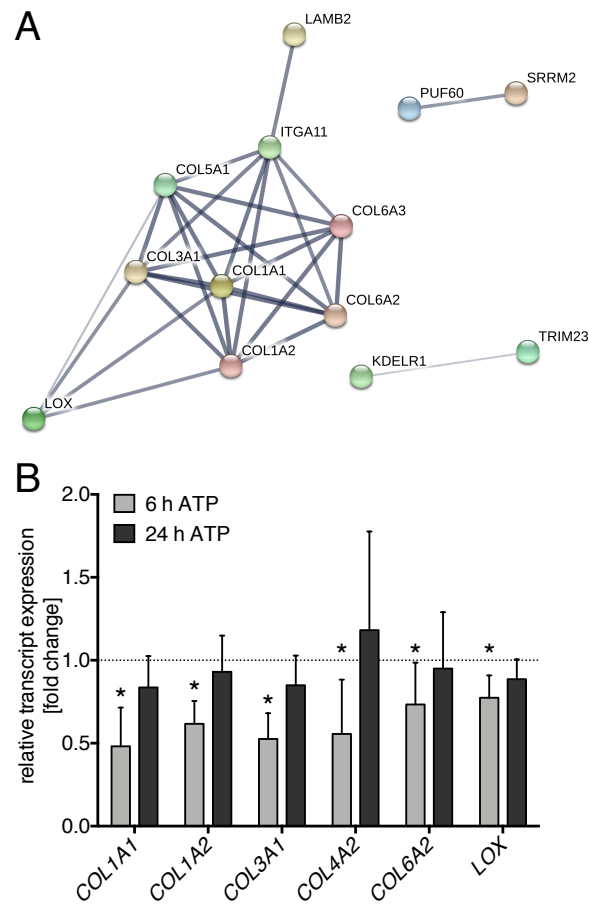 A
LAMB2
SRRM2
PUF60
ITGA11
COL5A1
COL6A3
COL3A1
COL1A1
COL6A2
TRIM23
COL1A2
KDELR1
LOX
B
relative transcript expression
[fold change]
2.0
1.5
1.0
0.5
0.0
6 h ATP
24 h ATP
* * * * * *
COL1A1
COL1A2
COL3A1
COL4A2
COL6A2
LOX